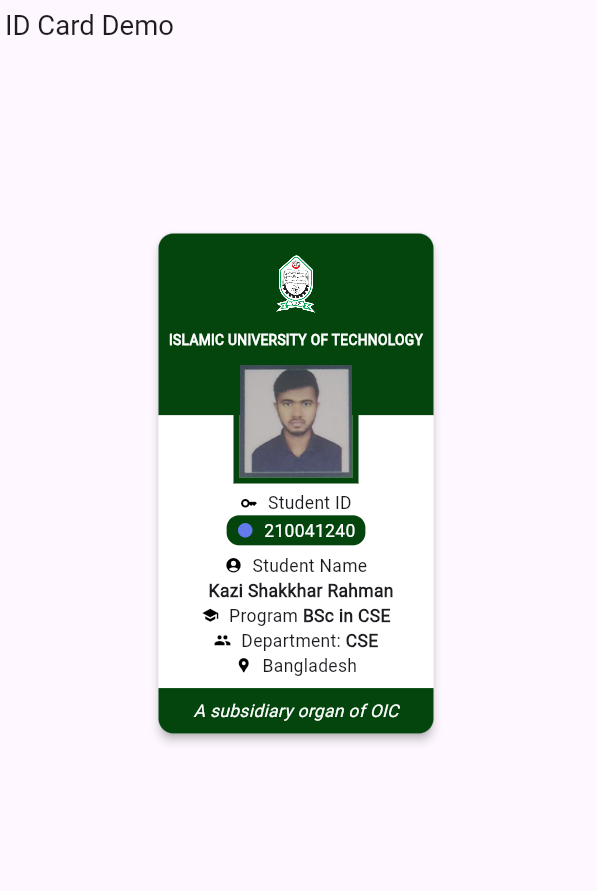 ID Card Demo
ISLAMIC UNIVERSITY OF TECHNOLOGY
Student ID
210041240
Student Name
Kazi Shakkhar Rahman
Program BSc in CSE
Department: CSE
Bangladesh
A subsidiary organ of OIC